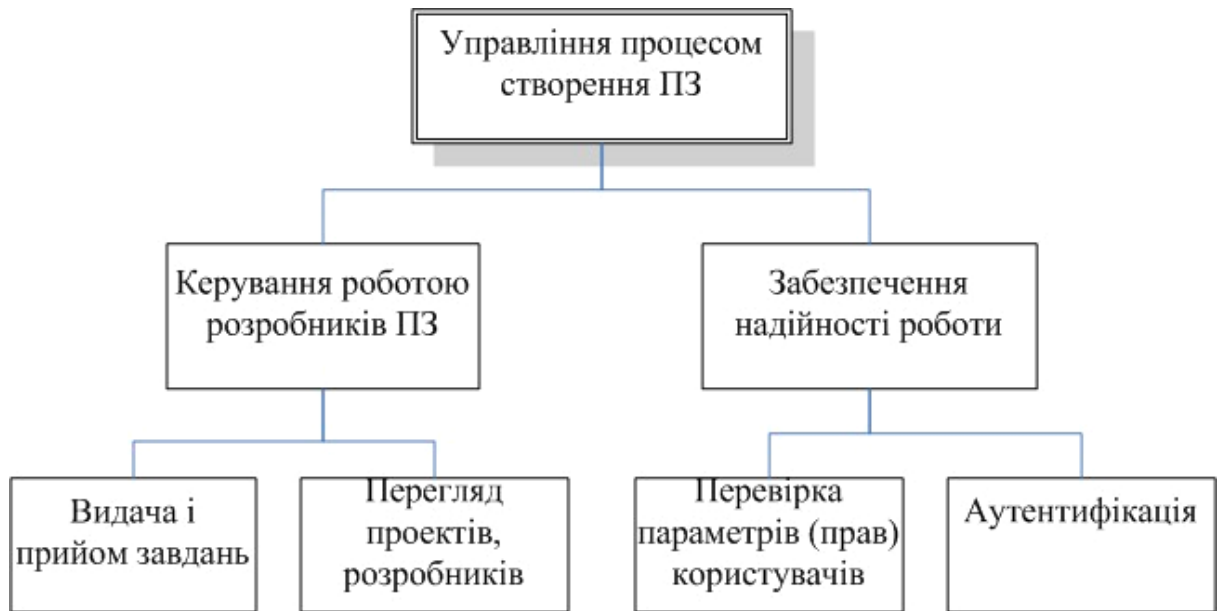 Управління процесом
створення ПЗ
Керування роботою
розробників ПЗ
Забезпечення
надійності роботи
Видача і
прийом завдань
Перегляд
проектів,
розробників
Перевірка
параметрів (прав)
користувачів
Аутентифікація